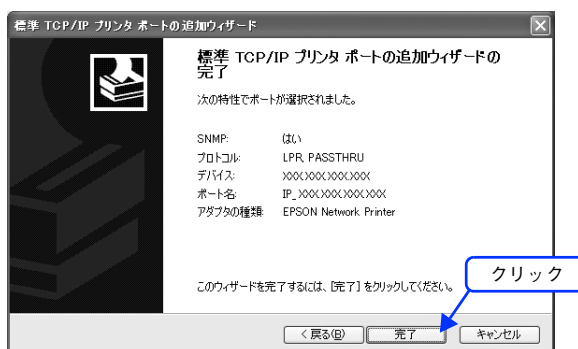 標準 TCP/IP プリンタ ポートの追加ウィザード
標準 TCP/IP プリンタ ポートの追加ウィザードの
完了
次の特性でポートが選択されました。
SNMP: はい
プロトコル: LPR, PASSTHRU
デバイス: XXX.XXX.XXX.XXX
ポート名: IP_XXX.XXX.XXX.XXX
アダプタの種類: EPSON Network Printer
このウィザードを完了するには、[完了] をクリックしてください。
クリック
< 戻る(B) 完了 キャンセル